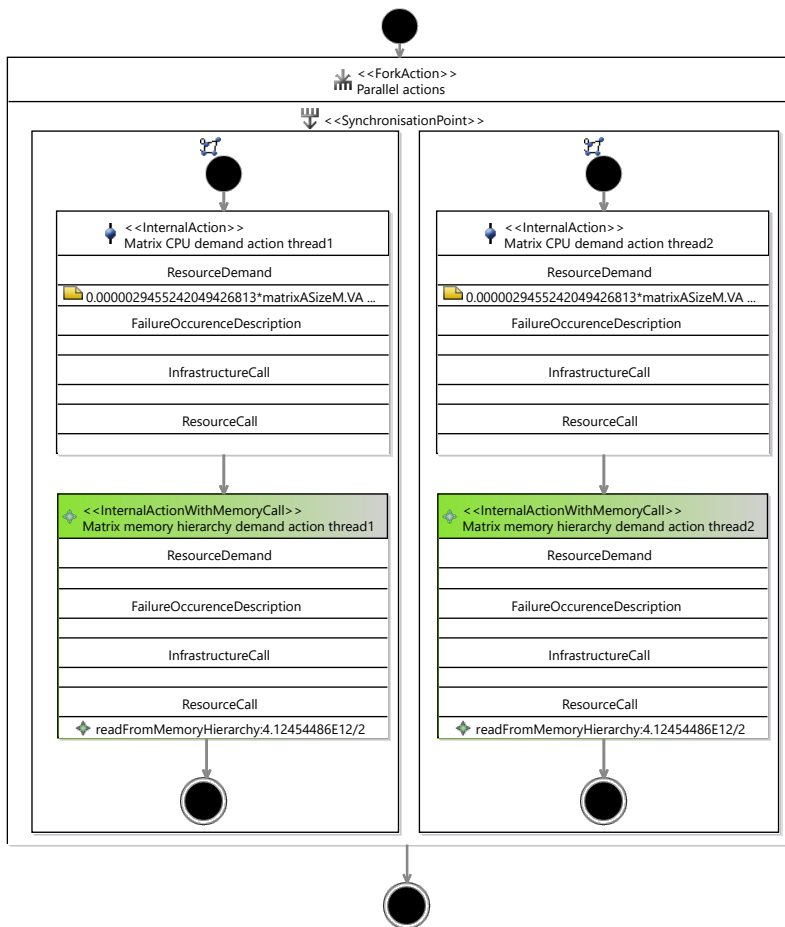 <<ForkAction>>
Parallel actions
<<SynchronisationPoint>>
<<InternalAction>>
Matrix CPU demand action thread1
ResourceDemand
0.0000029455242049426813*matrixASizeM.VA ...
FailureOccurenceDescription
InfrastructureCall
ResourceCall
<<InternalActionWithMemoryCall>>
Matrix memory hierarchy demand action thread1
ResourceDemand
FailureOccurenceDescription
InfrastructureCall
ResourceCall
readFromMemoryHierarchy:4.12454486E12/2
<<InternalAction>>
Matrix CPU demand action thread2
ResourceDemand
0.0000029455242049426813*matrixASizeM.VA ...
FailureOccurenceDescription
InfrastructureCall
ResourceCall
<<InternalActionWithMemoryCall>>
Matrix memory hierarchy demand action thread2
ResourceDemand
FailureOccurenceDescription
InfrastructureCall
ResourceCall
readFromMemoryHierarchy:4.12454486E12/2